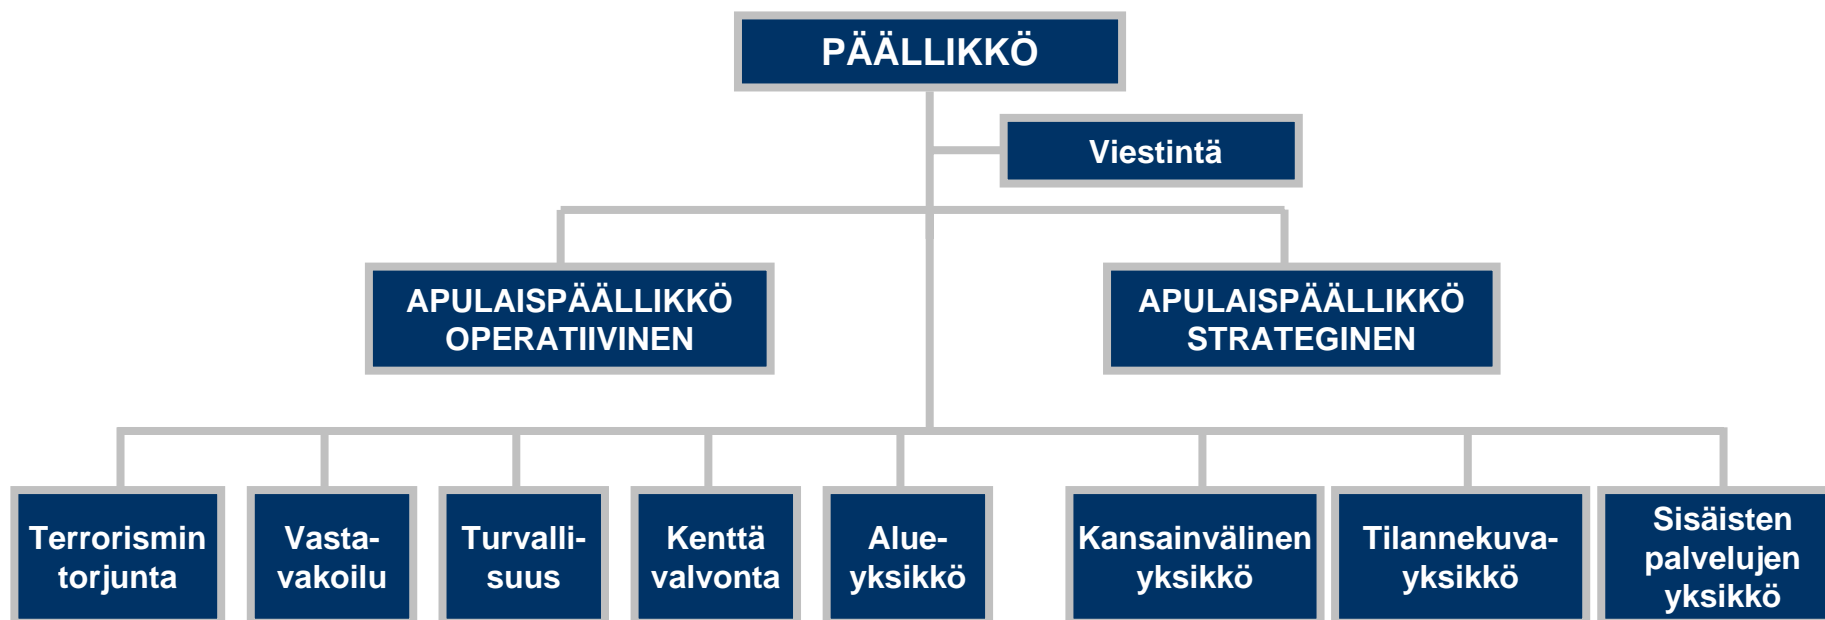 PÄÄLLIKKÖ
Viestintä
APULAISPÄÄLLIKKÖ
OPERATIIVINEN
APULAISPÄÄLLIKKÖ
STRATEGINEN
Terrorismin
torjunta
Vasta-
vakoilu
Turvalli-
suus
Kenttä
valvonta
Alue-
yksikkö
Kansainvälinen
yksikkö
Tilannekuva-
yksikkö
Sisäisten
palvelujen
yksikkö